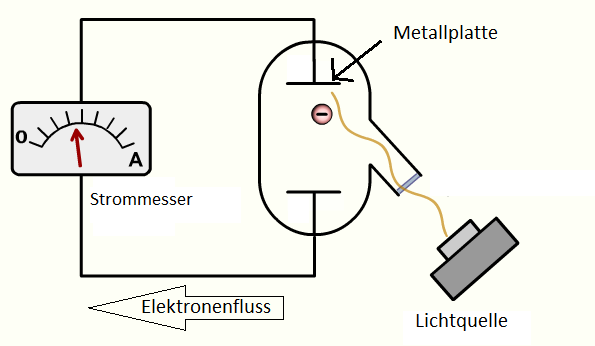 Metallplatte
0
A
Strommesser
Elektronenfluss
Lichtquelle